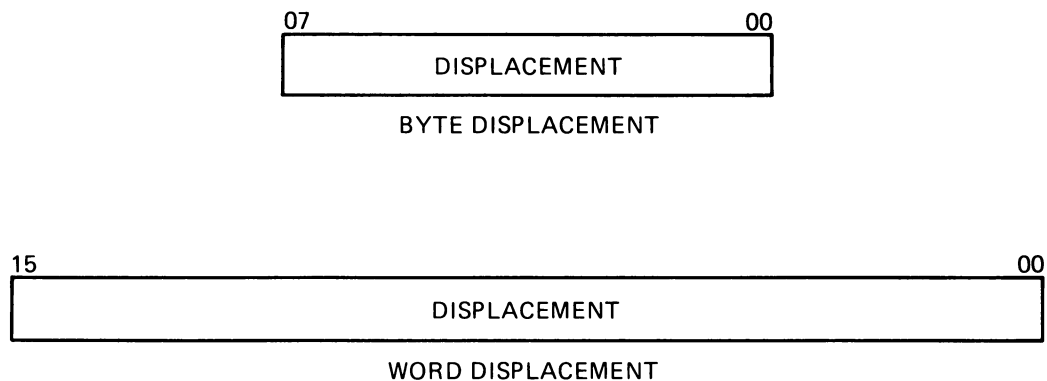 07 00
DISPLACEMENT
BYTE DISPLACEMENT
15 00
DISPLACEMENT
WORD DISPLACEMENT